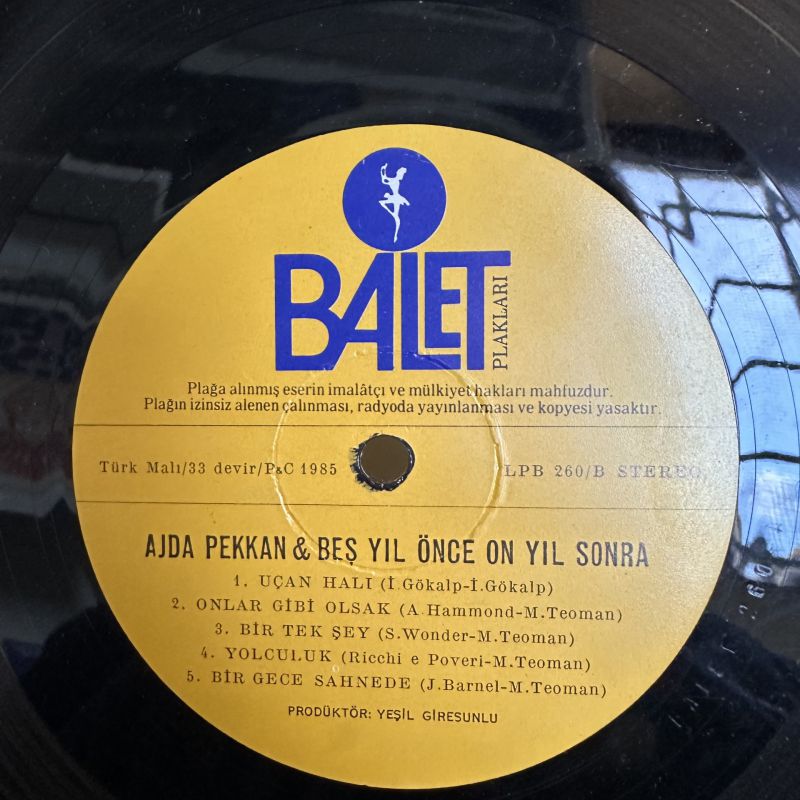 BALET
PLAKLARI
Plağa alınmış eserin imalâtçı ve mülkiyet hakları mahfuzdur.
Plağın izinsiz alenen çalınması, radyoda yayınlanması ve kopyesi yasaktır.
Türk Malı/33 devir/P&C 1985
LPB 260/B STEREO
AJDA PEKKAN & BEŞ YIL ÖNCE ON YIL SONRA
1. UÇAN HALI (İ.Gökalp-İ.Gökalp)
2. ONLAR GİBİ OLSAK (A.Hammond-M.Teoman)
3. BİR TEK ŞEY (S.Wonder-M.Teoman)
4. YOLCULUK (Ricchi e Poveri-M.Teoman)
5. BİR GECE SAHNEDE (J.Barnel-M.Teoman)
PRODÜKTÖR: YEŞİL GİRESUNLU